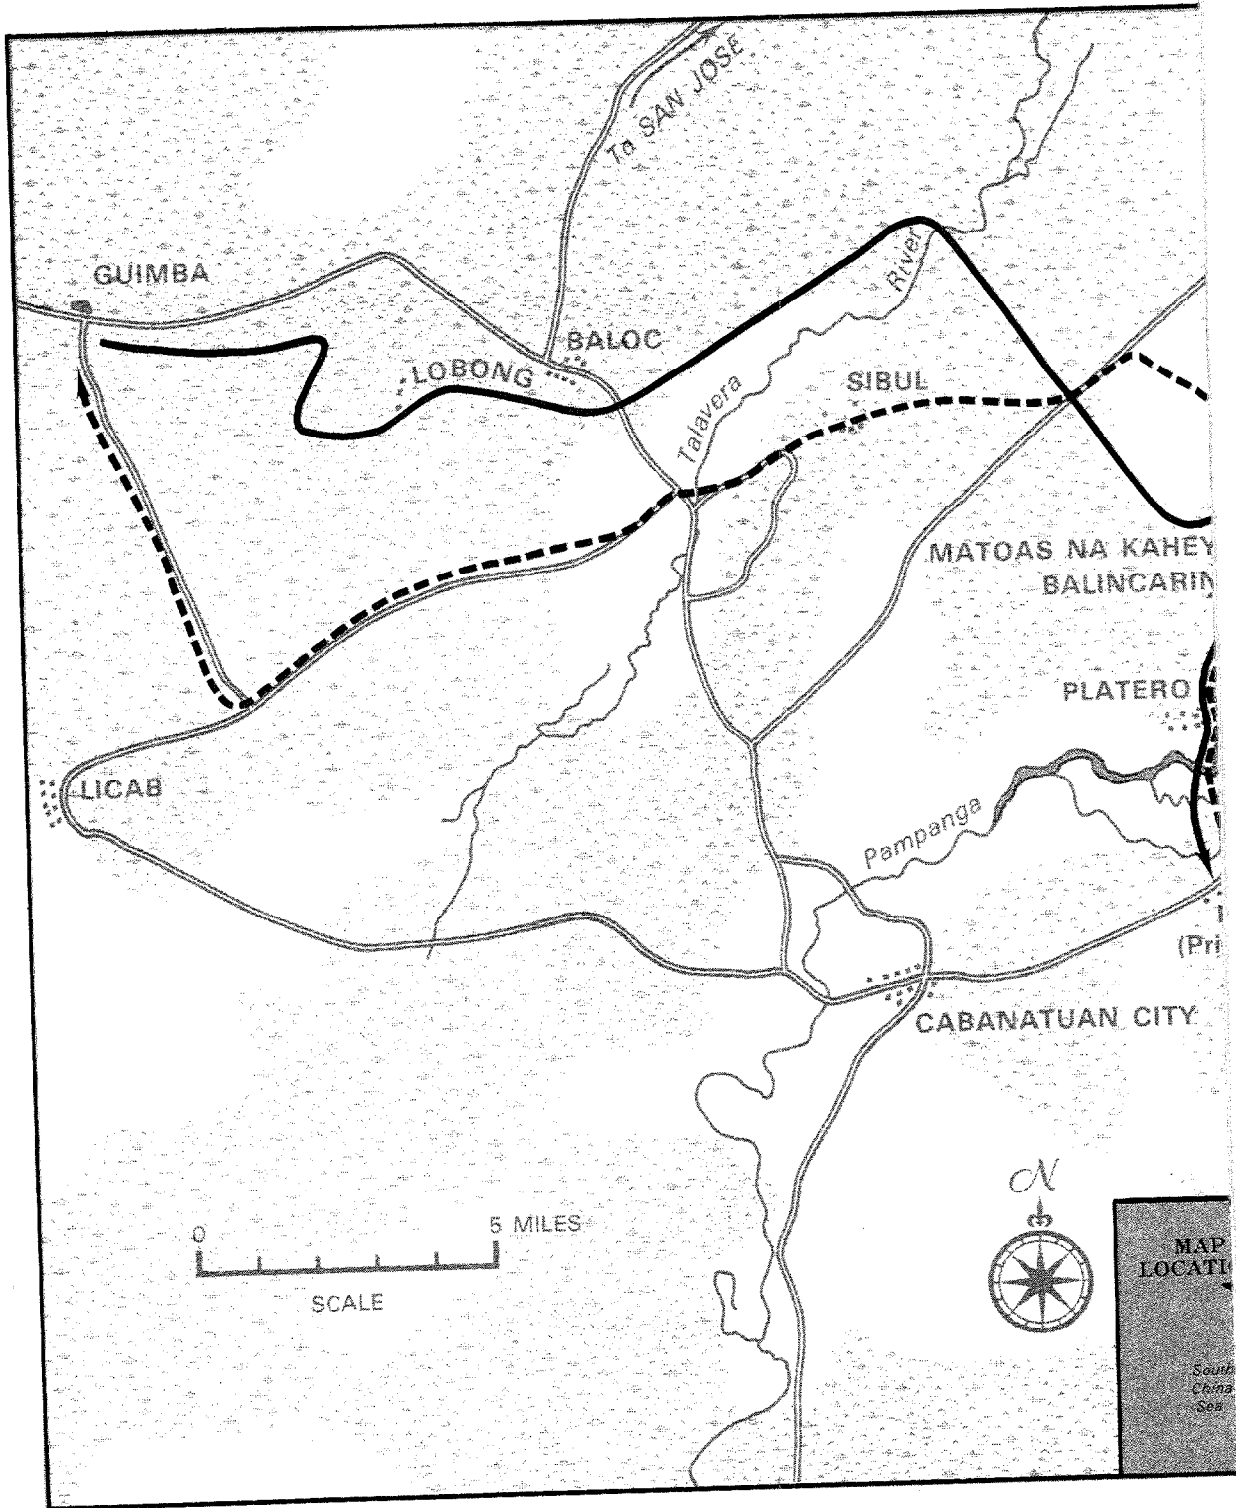 To SAN JOSE
GUIMBA
River
BALOC
LOBONG
SIBUL
Talavera
MATOAS NA KAHEY
BALINCARIN
PLATERO
LICAB
Pampanga
(Pri
CABANATUAN CITY
N
0
5 MILES
SCALE
MAP
LOCATI
South
China
Sea